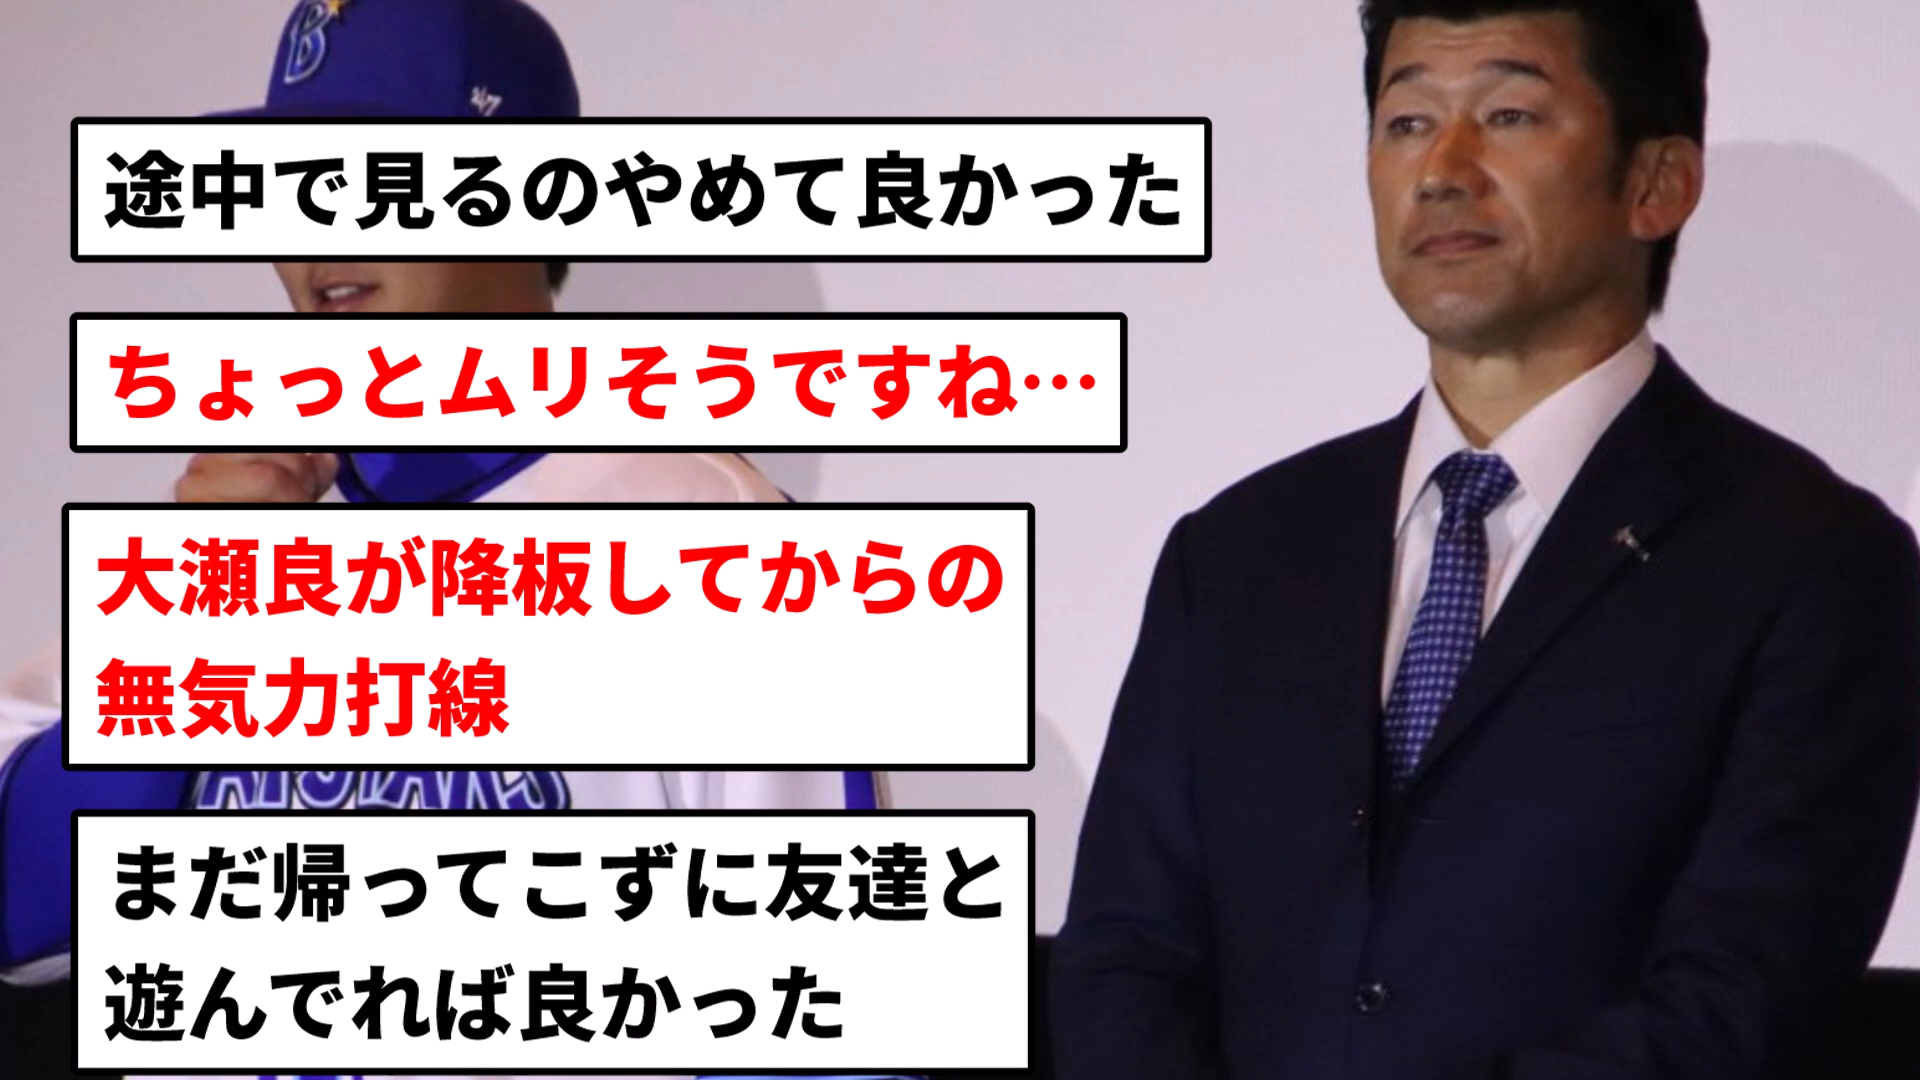 B
47
途中で見るのやめて良かった
ちょっとムリそうですね…
大瀬良が降板してからの
無気力打線
まだ帰ってこずに友達と
遊んでれば良かった